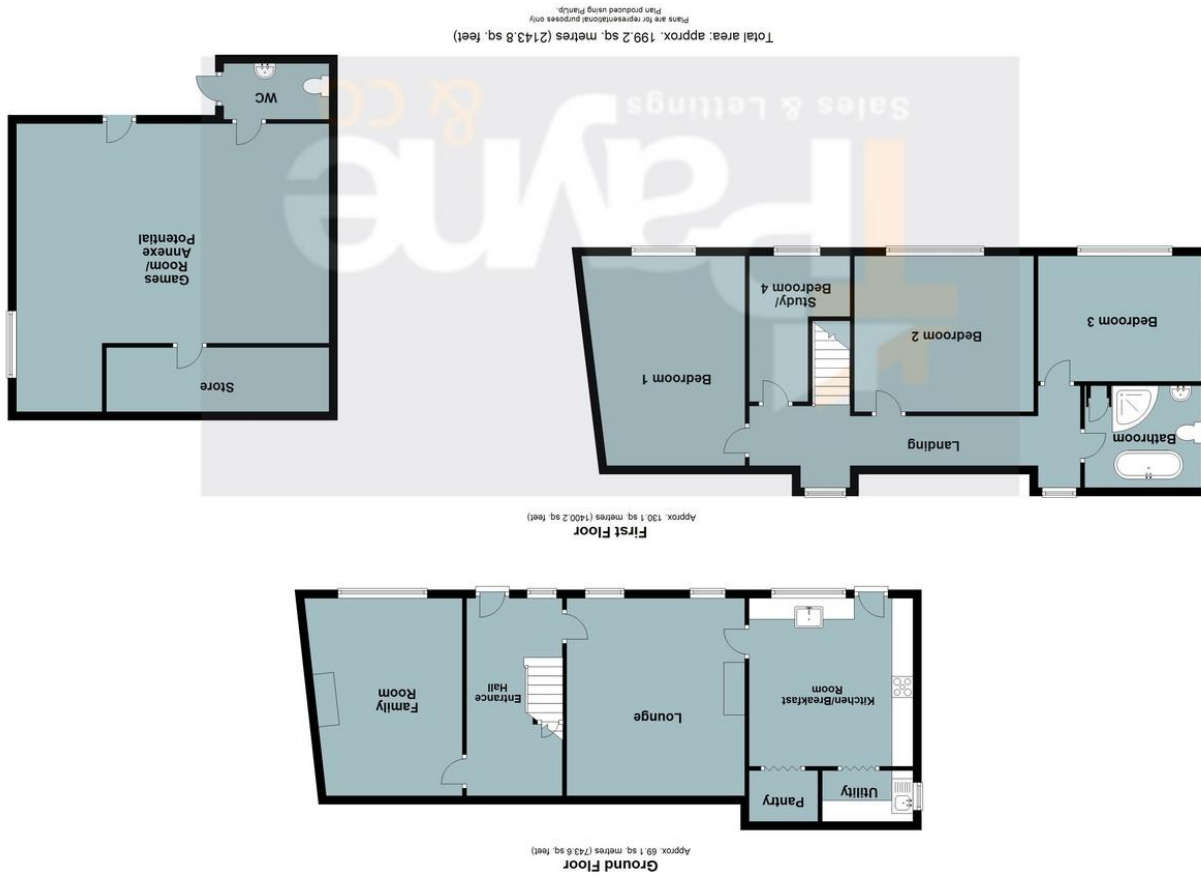 Ground Floor
Approx. 69.1 sq. metres (743.6 sq. feet)
Utility
Pantry
Kitchen/Breakfast
Room
Lounge
Entrance
Hall
Family
Room
First Floor
Approx. 130.1 sq. metres (1400.2 sq. feet)
Bathroom
Landing
Bedroom 3
Bedroom 2
Study/
Bedroom 4
Bedroom 1
Store
Games
Room/
Annexe
Potential
WC
Payne
& CO
Sales & Lettings
Total area: approx. 199.2 sq. metres (2143.8 sq. feet)
Plans are for representational purposes only
Plan produced using PlanUp.